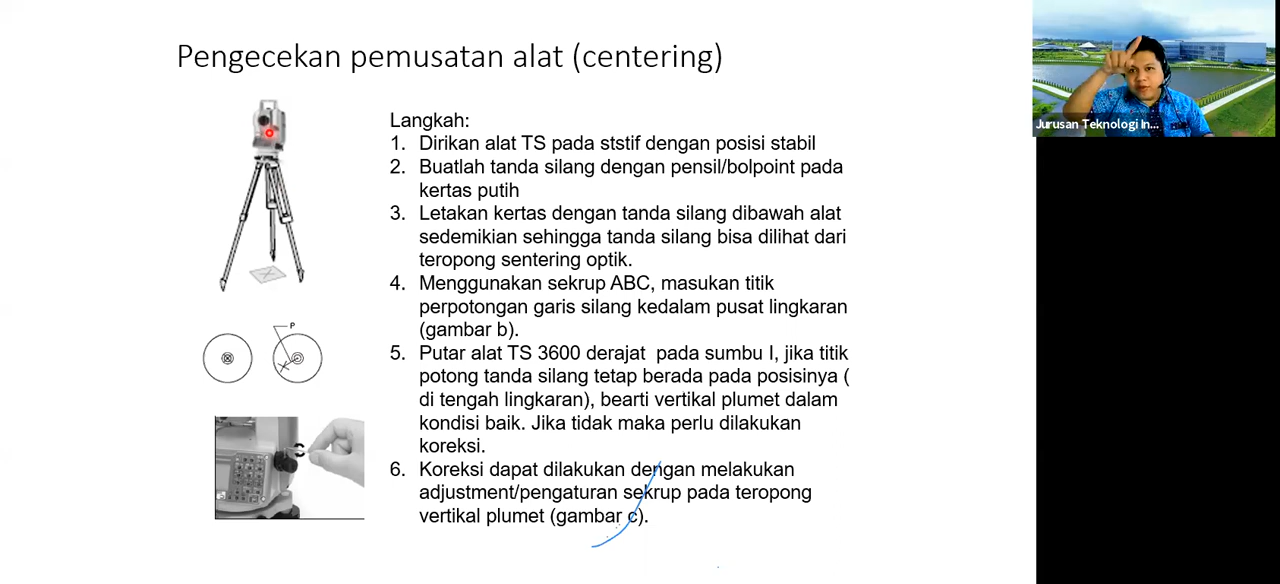 Pengecekan pemusatan alat (centering)
Langkah:
1. Dirikan alat TS pada ststif dengan posisi stabil
2. Buatlah tanda silang dengan pensil/bolpoint pada
kertas putih
3. Letakan kertas dengan tanda silang dibawah alat
sedemikian sehingga tanda silang bisa dilihat dari
teropong sentering optik.
4. Menggunakan sekrup ABC, masukan titik
perpotongan garis silang kedalam pusat lingkaran
(gambar b).
5. Putar alat TS 3600 derajat pada sumbu I, jika titik
potong tanda silang tetap berada pada posisinya (
di tengah lingkaran), bearti vertikal plumet dalam
kondisi baik. Jika tidak maka perlu dilakukan
koreksi.
6. Koreksi dapat dilakukan dengan melakukan
adjustment/pengaturan sekrup pada teropong
vertikal plumet (gambar c).
P
Jurusan Teknologi In...